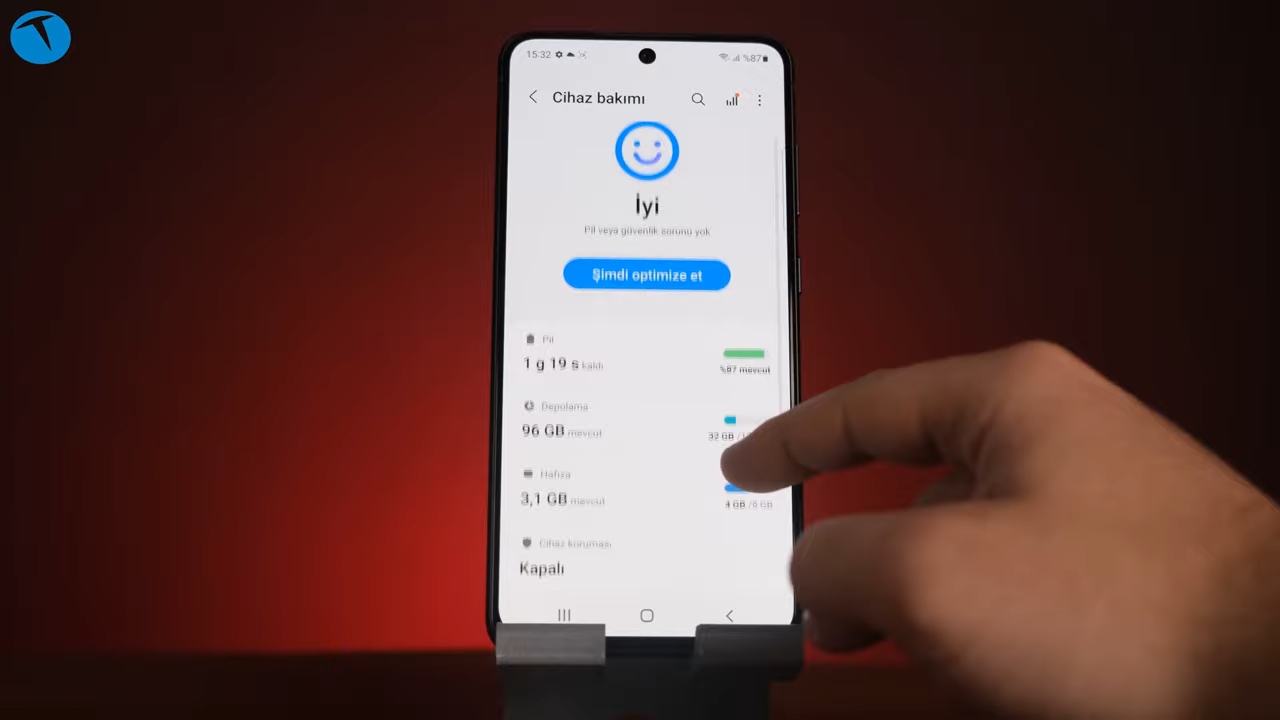 15:32
%87
Cihaz bakımı
İyi
Pil veya güvenlik sorunu yok
Şimdi optimize et
Pil
1 g 19 s kaldı
%87 mevcut
Depolama
96 GB mevcut
32 GB
Hafıza
3,1 GB mevcut
4 GB
Cihaz koruması
Kapalı